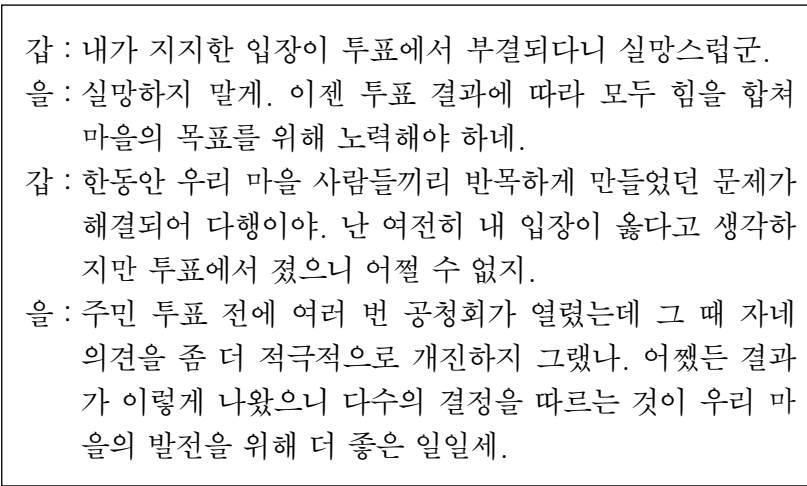 갑 : 내가 지지한 입장이 투표에서 부결되다니 실망스럽군.
을 : 실망하지 말게. 이젠 투표 결과에 따라 모두 힘을 합쳐
마을의 목표를 위해 노력해야 하네.
갑 : 한동안 우리 마을 사람들끼리 반목하게 만들었던 문제가
해결되어 다행이야. 난 여전히 내 입장이 옳다고 생각하
지만 투표에서 졌으니 어쩔 수 없지.
을 : 주민 투표 전에 여러 번 공청회가 열렸는데 그 때 자네
의견을 좀 더 적극적으로 개진하지 그랬나. 어쨌든 결과
가 이렇게 나왔으니 다수의 결정을 따르는 것이 우리 마
을의 발전을 위해 더 좋은 일일세.